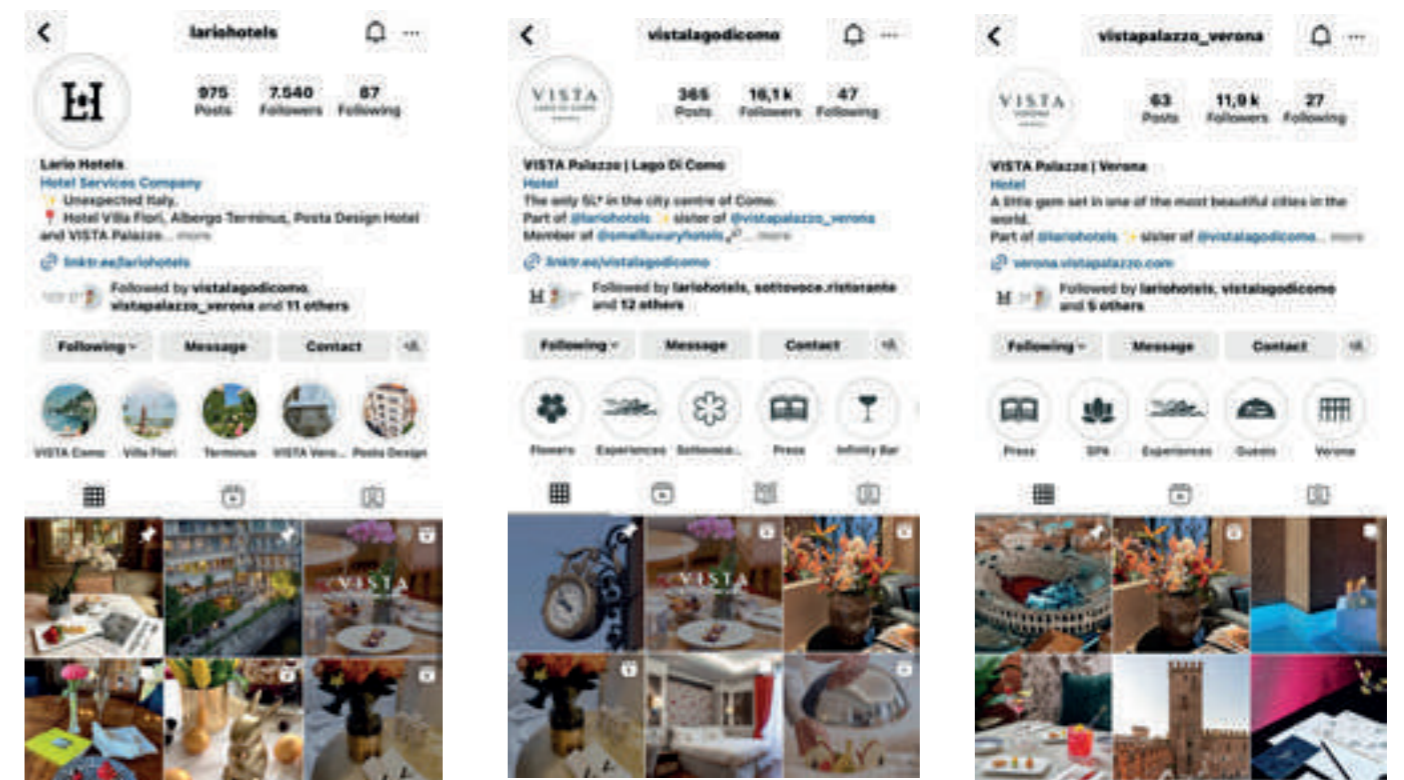 lariohotels
975 7.540 87
Posts Followers Following
Lario Hotels
Hotel Services Company
Unexpected Italy.
Hotel Villa Flori, Albergo Terminus, Posta Design Hotel
and VISTA Palazzo... more
linktr.ee/lariohotels
Followed by vistalagodicomo,
vistapalazzo_verona and 11 others
Following Message Contact
VISTA Como Villa Flori Terminus VISTA Vero... Posta Design
VISTA
vistalagodicomo
VISTA
365 16,1 k 47
Posts Followers Following
VISTA Palazzo | Lago Di Como
Hotel
The only 5L* in the city centre of Como.
Part of @lariohotels sister of @vistapalazzo_verona
Member of @smallluxuryhotels ... more
linktr.ee/vistalagodicomo
Followed by lariohotels, sottovoce.ristorante
and 12 others
Following Message Contact
Flowers Experiences Sottovoce... Press Infinity Bar
VISTA
vistapalazzo_verona
VISTA
VERONA
63 11,9 k 27
Posts Followers Following
VISTA Palazzo | Verona
Hotel
A little gem set in one of the most beautiful cities in the
world.
Part of @lariohotels sister of @vistalagodicomo... more
verona.vistapalazzo.com
Followed by lariohotels, vistalagodicomo
and 5 others
Following Message Contact
Press SPA Experiences Guests Verona